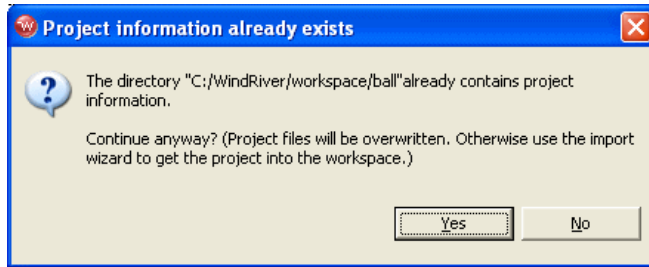 Project information already exists
The directory "C:/WindRiver/workspace/ball"already contains project
information.
Continue anyway? (Project files will be overwritten. Otherwise use the import
wizard to get the project into the workspace.)
Yes
No